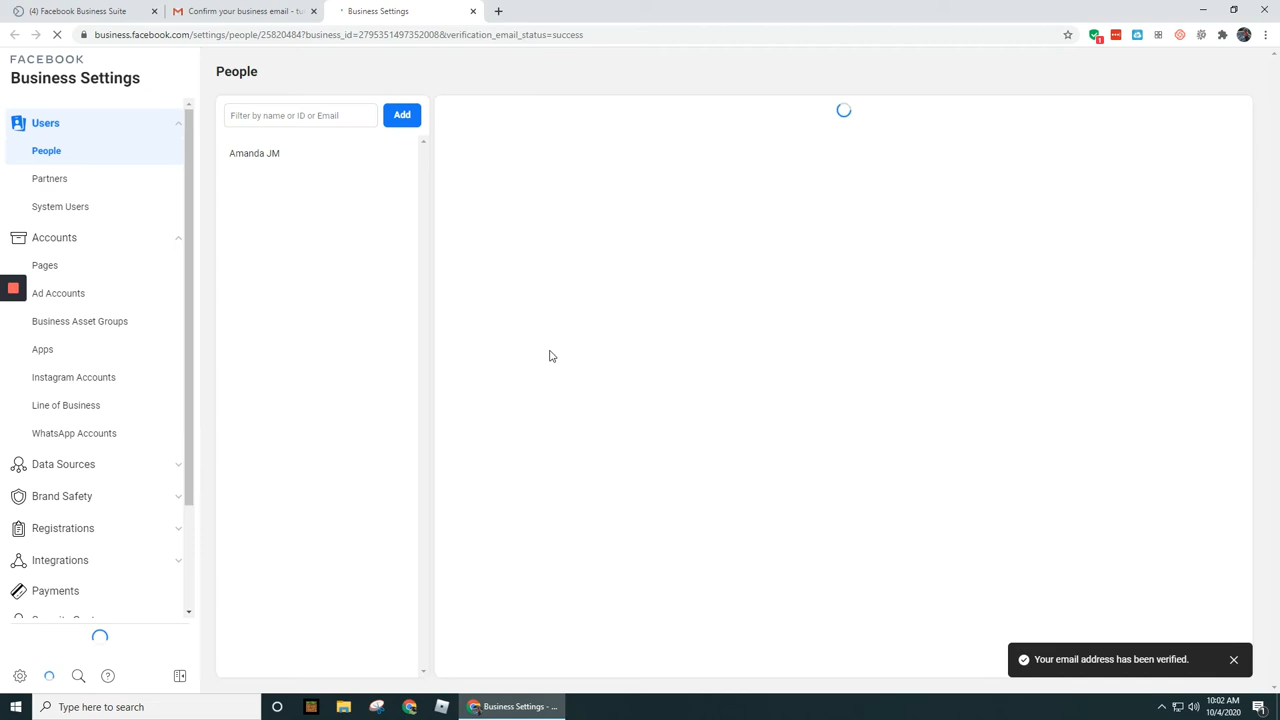 (4) Facebook Business Suite
Confirm your business email - tu
Business Settings
business.facebook.com/settings/people/25820484?business_id=2795351497352008&verification_email_status=success
1
FACEBOOK
Business Settings
People
Users
People
Partners
System Users
Accounts
Pages
Ad Accounts
Business Asset Groups
Apps
Instagram Accounts
Line of Business
WhatsApp Accounts
Data Sources
Brand Safety
Registrations
Integrations
Payments
Filter by name or ID or Email
Add
Amanda JM
Your email address has been verified.
Type here to search
Business Settings - ...
10:02 AM
10/4/2020
1